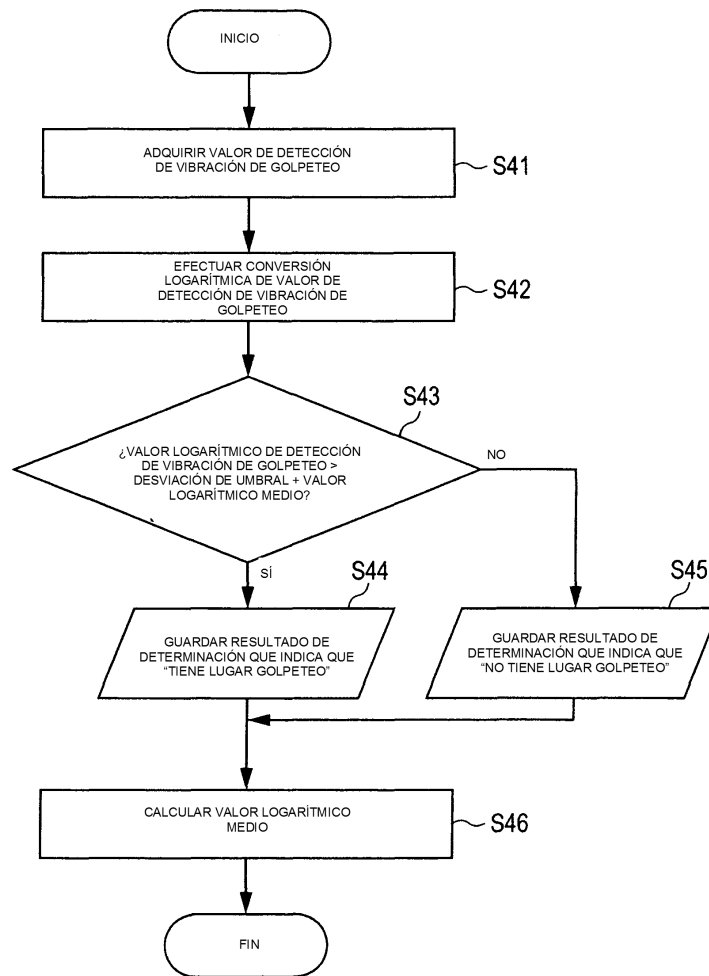 INICIO
ADQUIRIR VALOR DE DETECCIÓN
DE VIBRACIÓN DE GOLPETEO
S41
EFECTUAR CONVERSIÓN
LOGARÍTMICA DE VALOR DE
DETECCIÓN DE VIBRACIÓN DE
GOLPETEO
S42
S43
¿VALOR LOGARÍTMICO DE DETECCIÓN
DE VIBRACIÓN DE GOLPETEO >
DESVIACIÓN DE UMBRAL + VALOR
LOGARÍTMICO MEDIO?
NO
SÍ
S44
GUARDAR RESULTADO DE
DETERMINACIÓN QUE INDICA QUE
“TIENE LUGAR GOLPETEO”
S45
GUARDAR RESULTADO DE
DETERMINACIÓN QUE INDICA QUE
“NO TIENE LUGAR GOLPETEO”
CALCULAR VALOR LOGARÍTMICO
MEDIO
S46
FIN